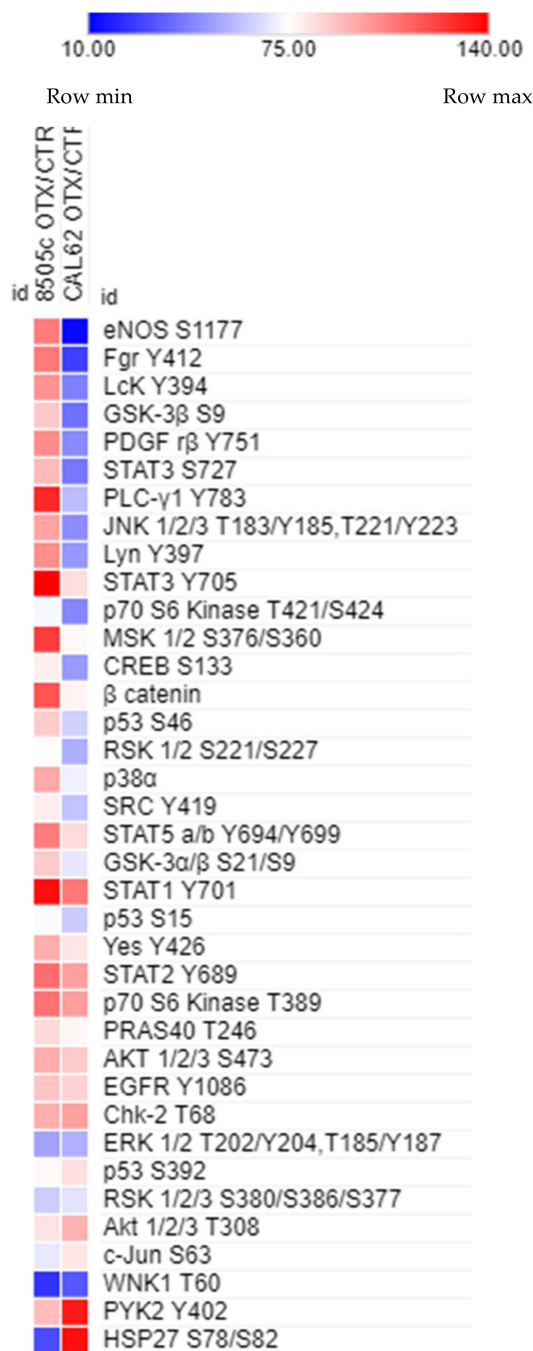 10.00 75.00 140.00
Row min Row max
8505c OTX/CTR
CAL62 OTX/CTR
id id
eNOS S1177
Fgr Y412
LcK Y394
GSK-3β S9
PDGF rβ Y751
STAT3 S727
PLC-γ1 Y783
JNK 1/2/3 T183/Y185,T221/Y223
Lyn Y397
STAT3 Y705
p70 S6 Kinase T421/S424
MSK 1/2 S376/S360
CREB S133
β catenin
p53 S46
RSK 1/2 S221/S227
p38α
SRC Y419
STAT5 a/b Y694/Y699
GSK-3α/β S21/S9
STAT1 Y701
p53 S15
Yes Y426
STAT2 Y689
p70 S6 Kinase T389
PRAS40 T246
AKT 1/2/3 S473
EGFR Y1086
Chk-2 T68
ERK 1/2 T202/Y204,T185/Y187
p53 S392
RSK 1/2/3 S380/S386/S377
Akt 1/2/3 T308
c-Jun S63
WNK1 T60
PYK2 Y402
HSP27 S78/S82